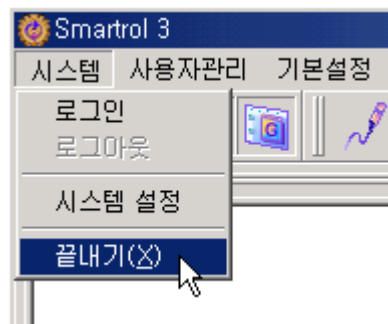 Smartrol 3
시스템 사용자관리 기본설정
로그인
로그아웃
시스템 설정
끝내기(X)